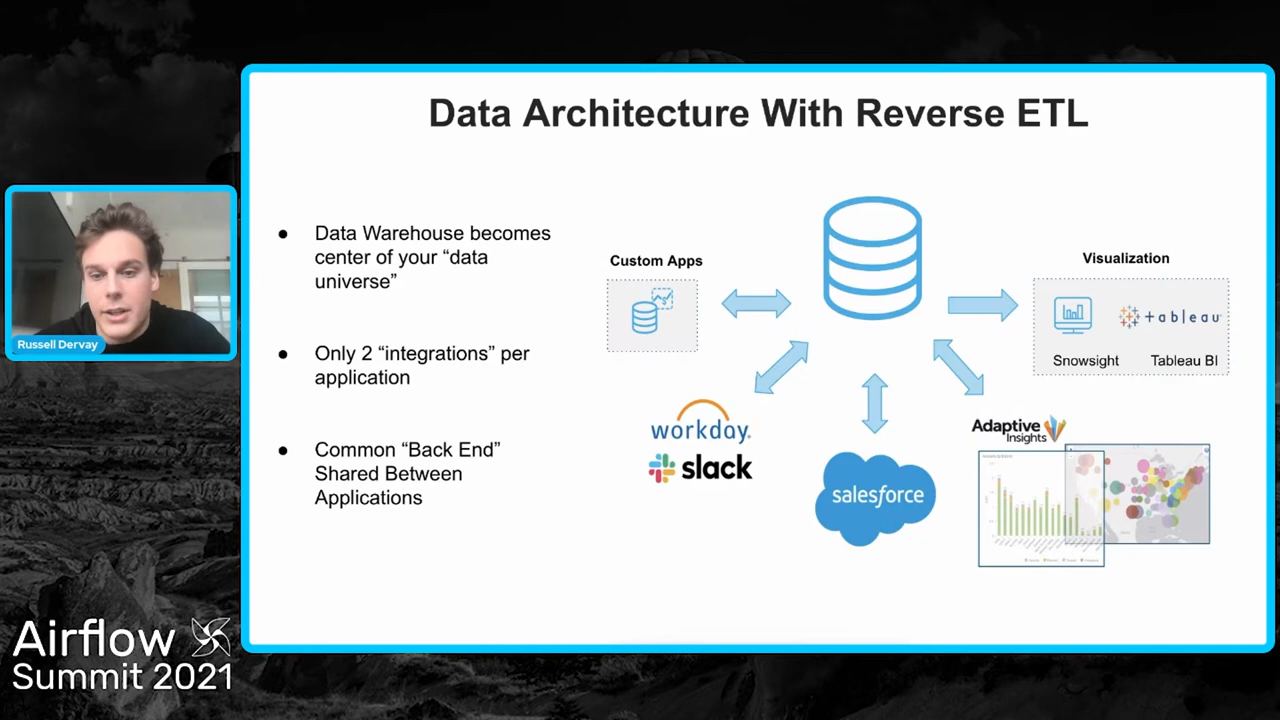 Data Architecture With Reverse ETL
● Data Warehouse becomes
center of your “data
universe”
● Only 2 “integrations” per
application
● Common “Back End”
Shared Between
Applications
Custom Apps
Visualization
+ableau
Snowsight
Tableau BI
workday.
slack
salesforce
Adaptive
Insights
Russell Dervay
Airflow
Summit 2021